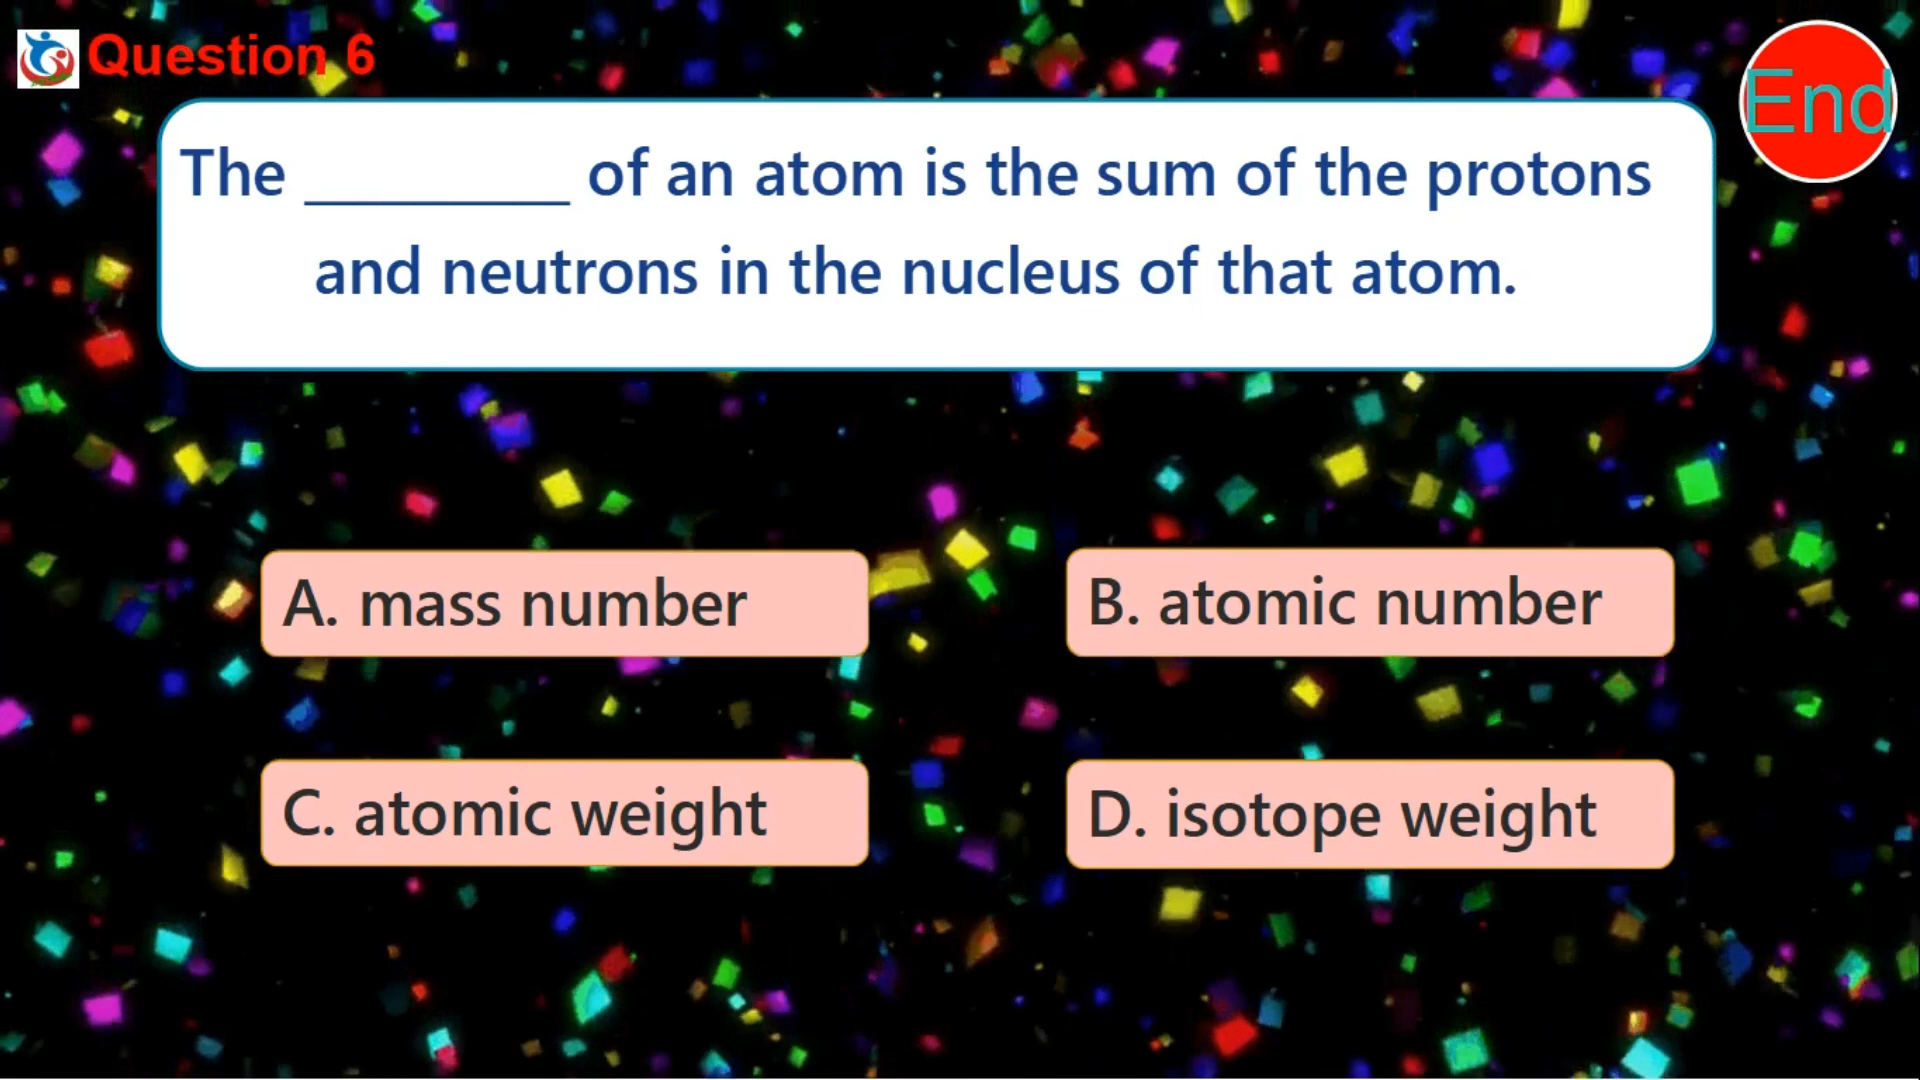 Question 6
End
The _________ of an atom is the sum of the protons
and neutrons in the nucleus of that atom.
A. mass number
B. atomic number
C. atomic weight
D. isotope weight